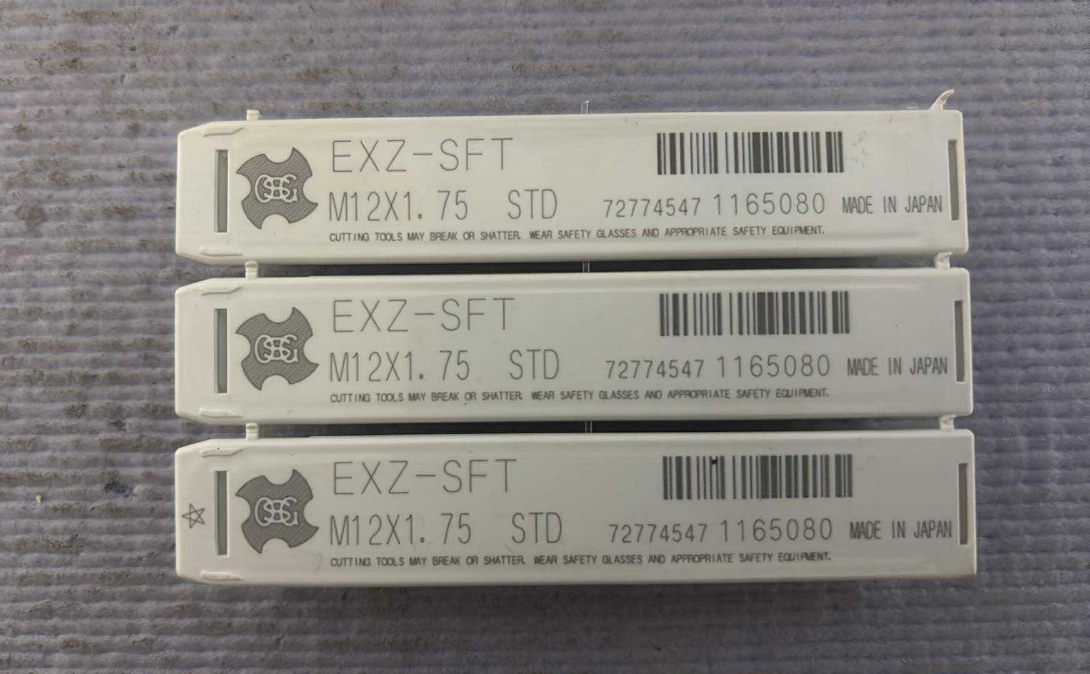 EXZ-SFT
OSG
M12X1.75 STD 72774547 1165080 MADE IN JAPAN
CUTTING TOOLS MAY BREAK OR SHATTER. WEAR SAFETY GLASSES AND APPROPRIATE SAFETY EQUIPMENT.
EXZ-SFT
OSG
M12X1.75 STD 72774547 1165080 MADE IN JAPAN
CUTTING TOOLS MAY BREAK OR SHATTER. WEAR SAFETY GLASSES AND APPROPRIATE SAFETY EQUIPMENT.
EXZ-SFT
OSG
M12X1.75 STD 72774547 1165080 MADE IN JAPAN
CUTTING TOOLS MAY BREAK OR SHATTER. WEAR SAFETY GLASSES AND APPROPRIATE SAFETY EQUIPMENT.